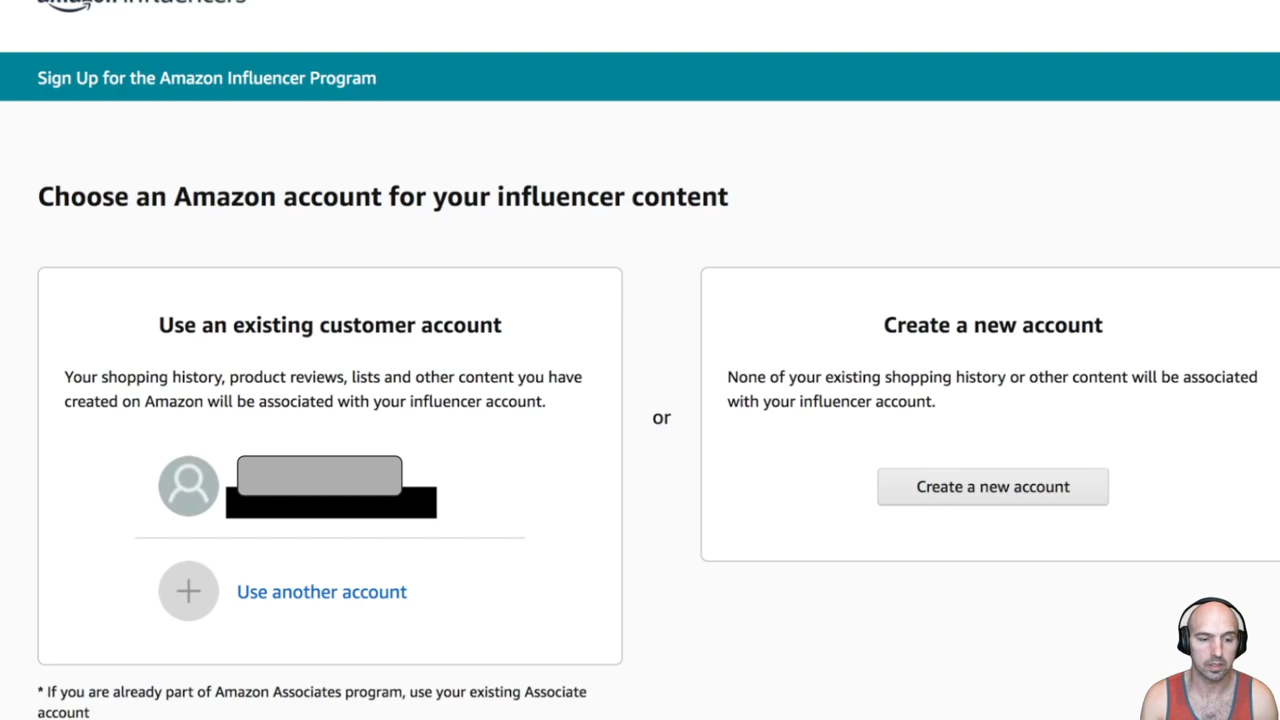 amazon influencers
Sign Up for the Amazon Influencer Program
Choose an Amazon account for your influencer content
Use an existing customer account
Your shopping history, product reviews, lists and other content you have
created on Amazon will be associated with your influencer account.
Use another account
* If you are already part of Amazon Associates program, use your existing Associate
account
or
Create a new account
None of your existing shopping history or other content will be associated
with your influencer account.
Create a new account